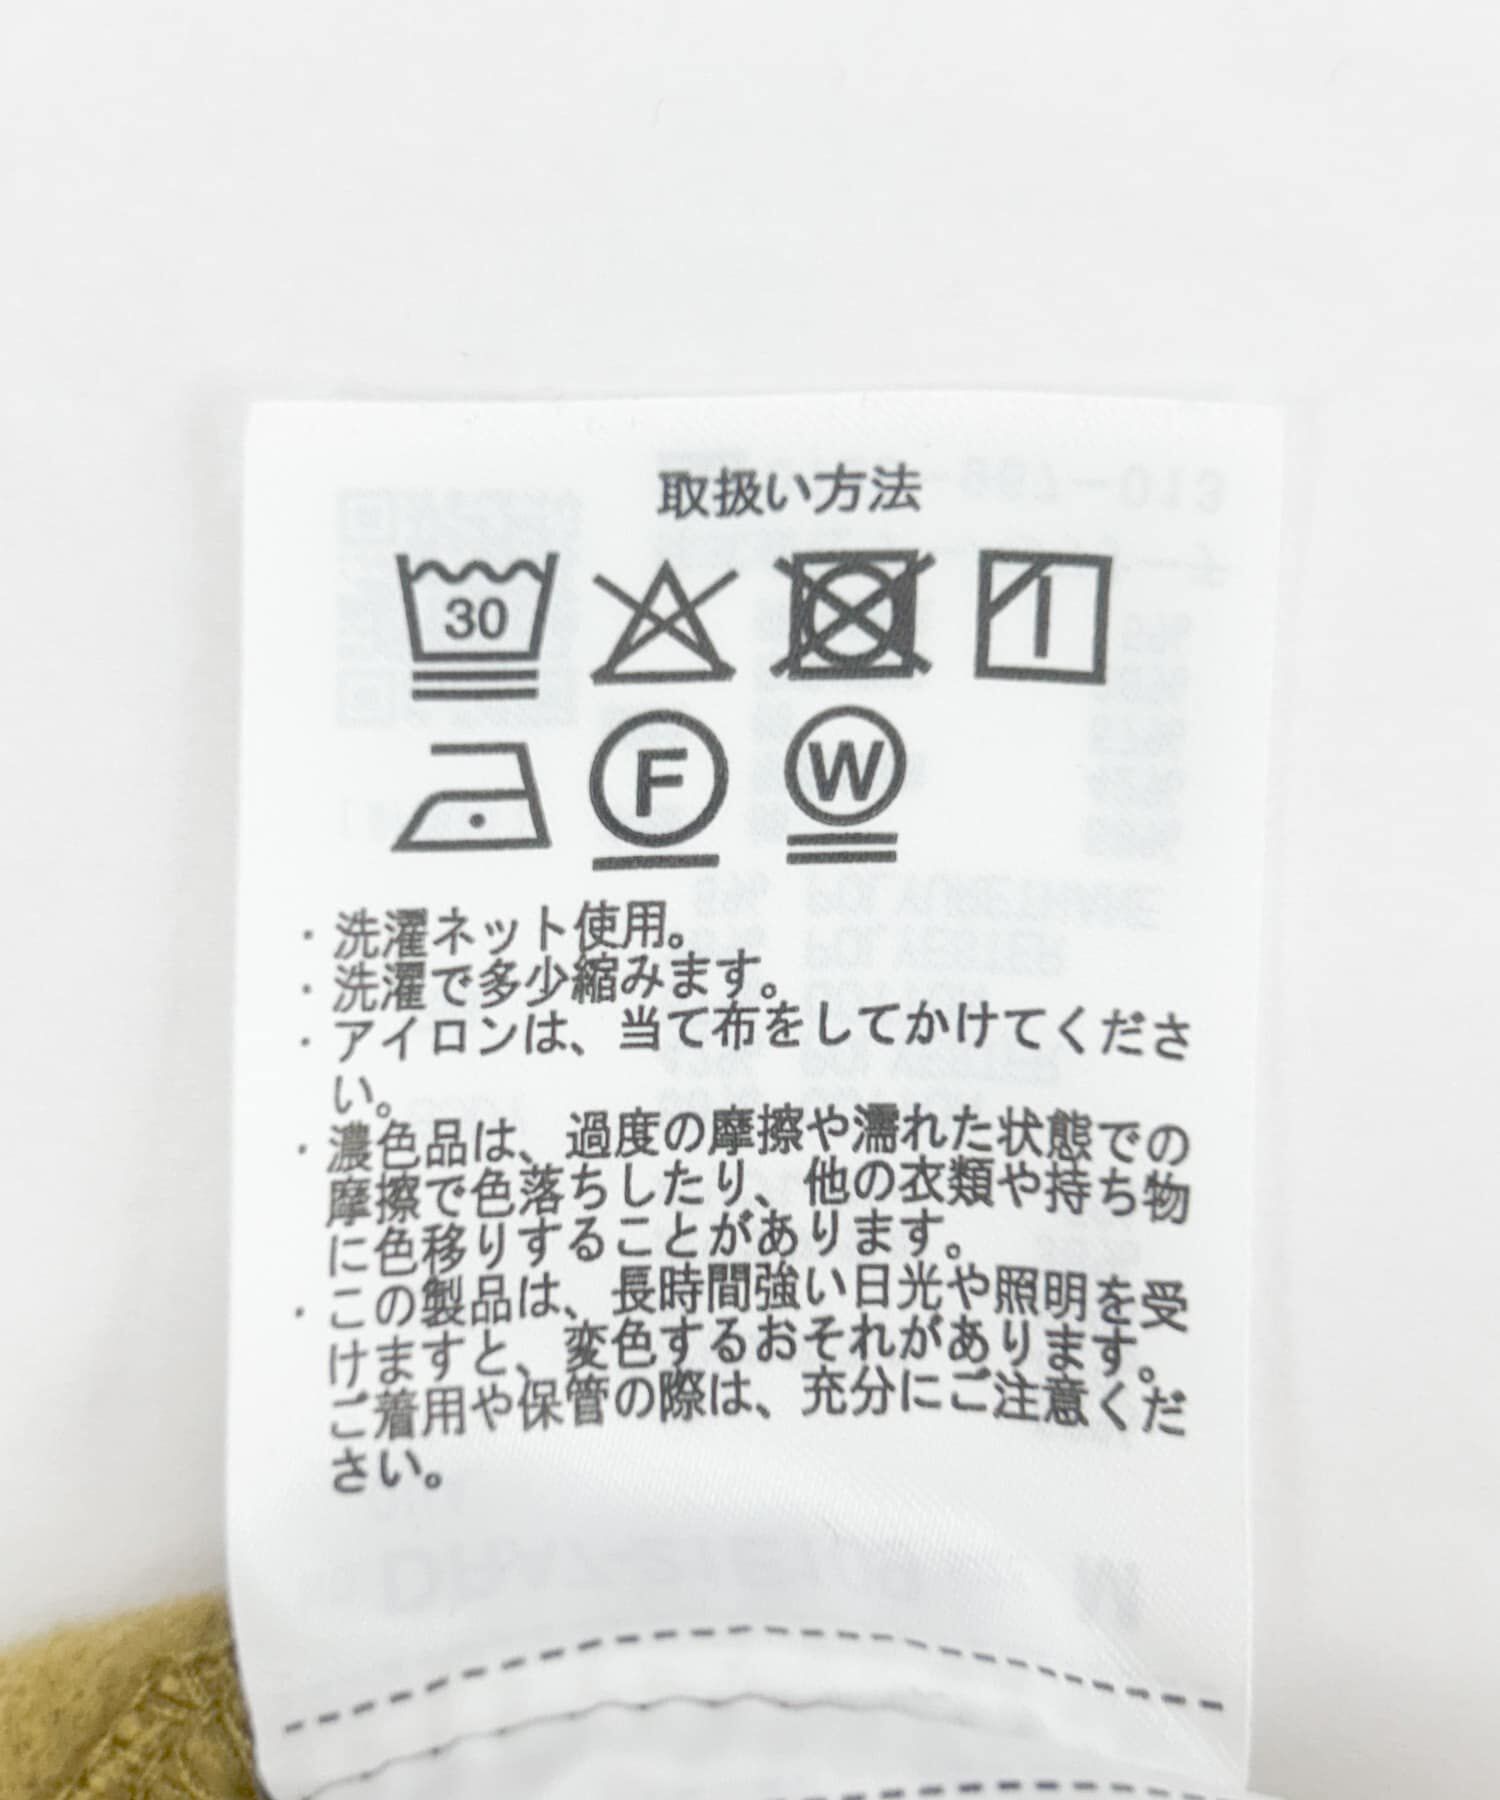 取扱い方法
30
F W
・洗濯ネット使用。
・洗濯で多少縮みます。
・アイロンは、当て布をしてかけてくださ
い。
・濃色品は、過度の摩擦や濡れた状態での
摩擦で色落ちしたり、他の衣類や持ち物
に色移りすることがあります。
・この製品は、長時間強い日光や照明を受
けますと、変色するおそれがあります。
ご着用や保管の際は、充分にご注意くだ
さい。